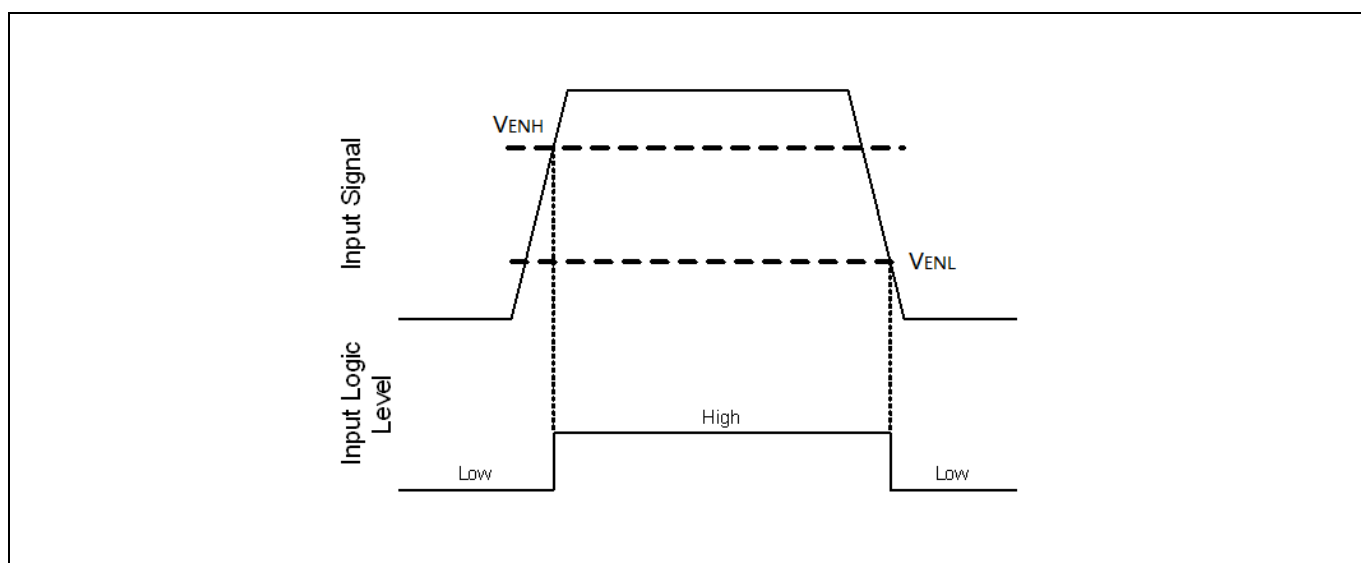 VENH
Input Signal
VENL
Input Logic
Level
High
Low
Low